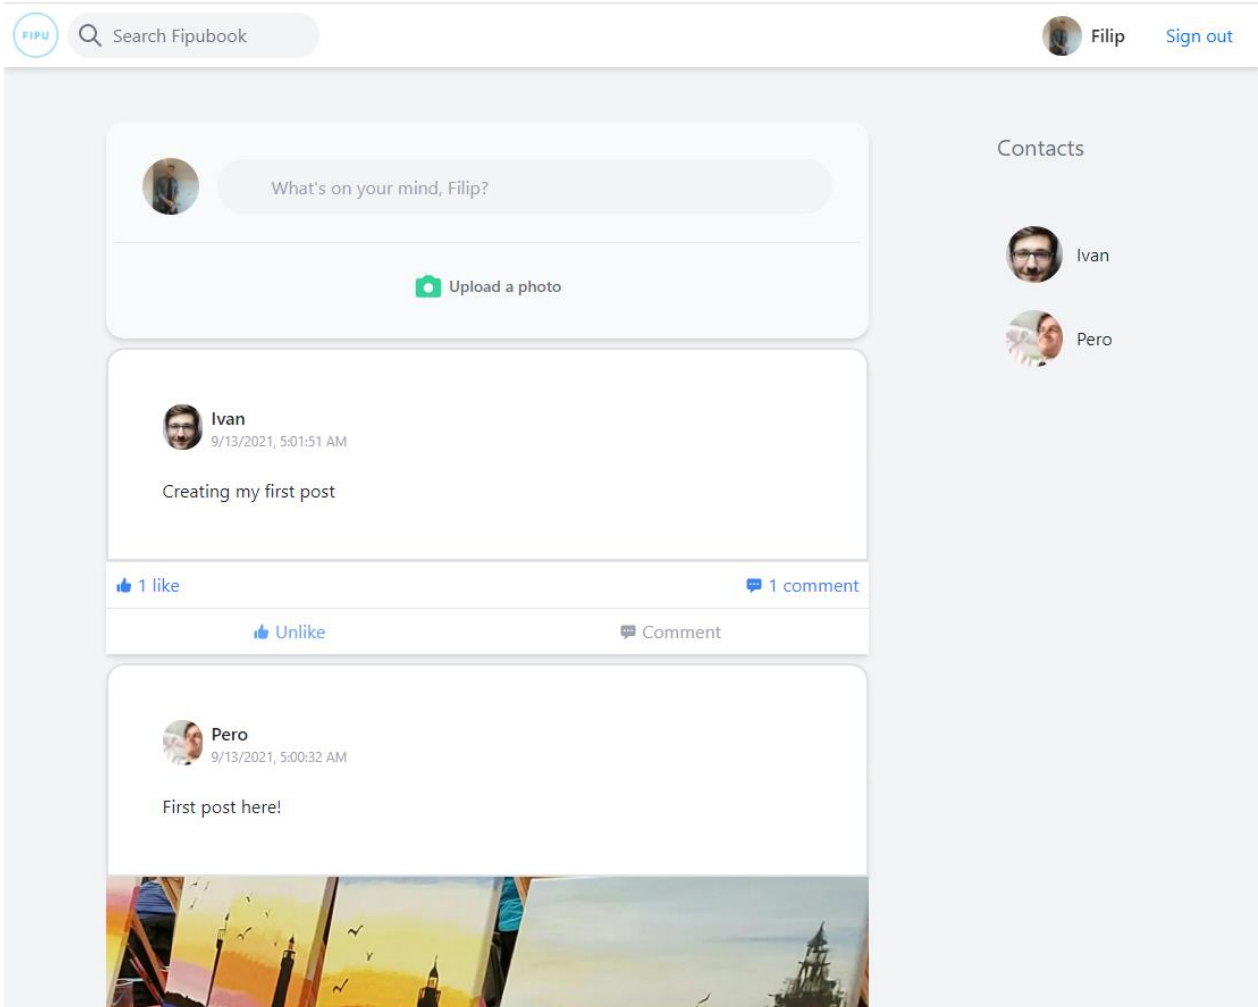 FIPU
Search Fipubook
Filip
Sign out
What's on your mind, Filip?
Upload a photo
Contacts
Ivan
Pero
Ivan
9/13/2021, 5:01:51 AM
Creating my first post
1 like
1 comment
Unlike
Comment
Pero
9/13/2021, 5:00:32 AM
First post here!